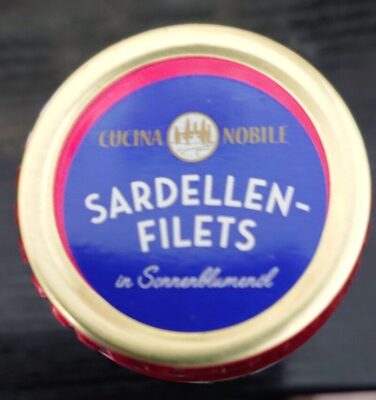 CUCINA NOBILE
SARDELLEN-
FILETS
in Sonnenblumenöl